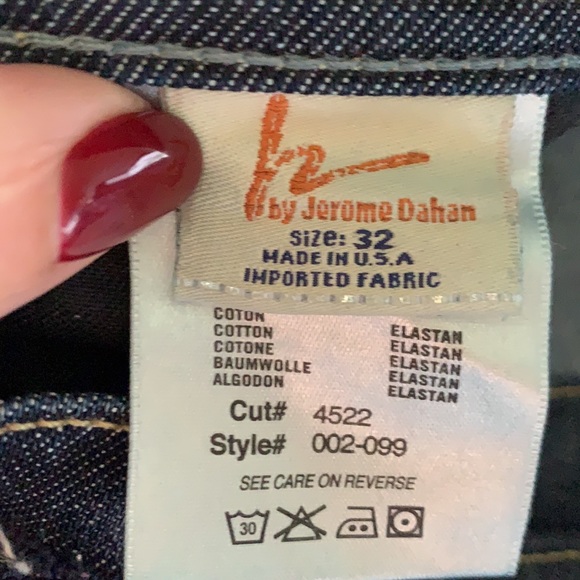 by Jerome Dahan
Size: 32
MADE IN U.S.A
IMPORTED FABRIC
COTON
COTTON ELASTAN
COTONE ELASTAN
BAUMWOLLE ELASTAN
ALGODON ELASTAN
ELASTAN
Cut# 4522
Style# 002-099
SEE CARE ON REVERSE
30